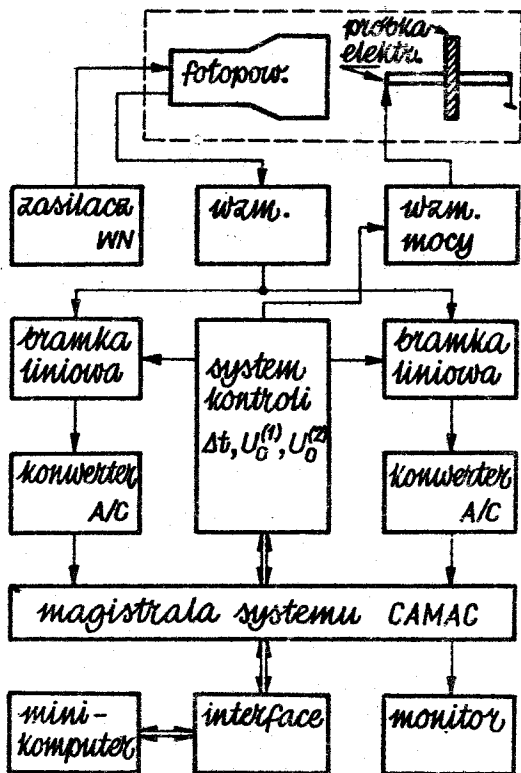 próbka
elektr.
fotopow.
zasilacz
WN
wzm.
wzm.
mocy
bramka
liniowa
system
kontroli
Δt, U₀⁽¹⁾, U₀⁽²⁾
bramka
liniowa
konwerter
A/C
konwerter
A/C
magistrala systemu CAMAC
mini-
komputer
interface
monitor